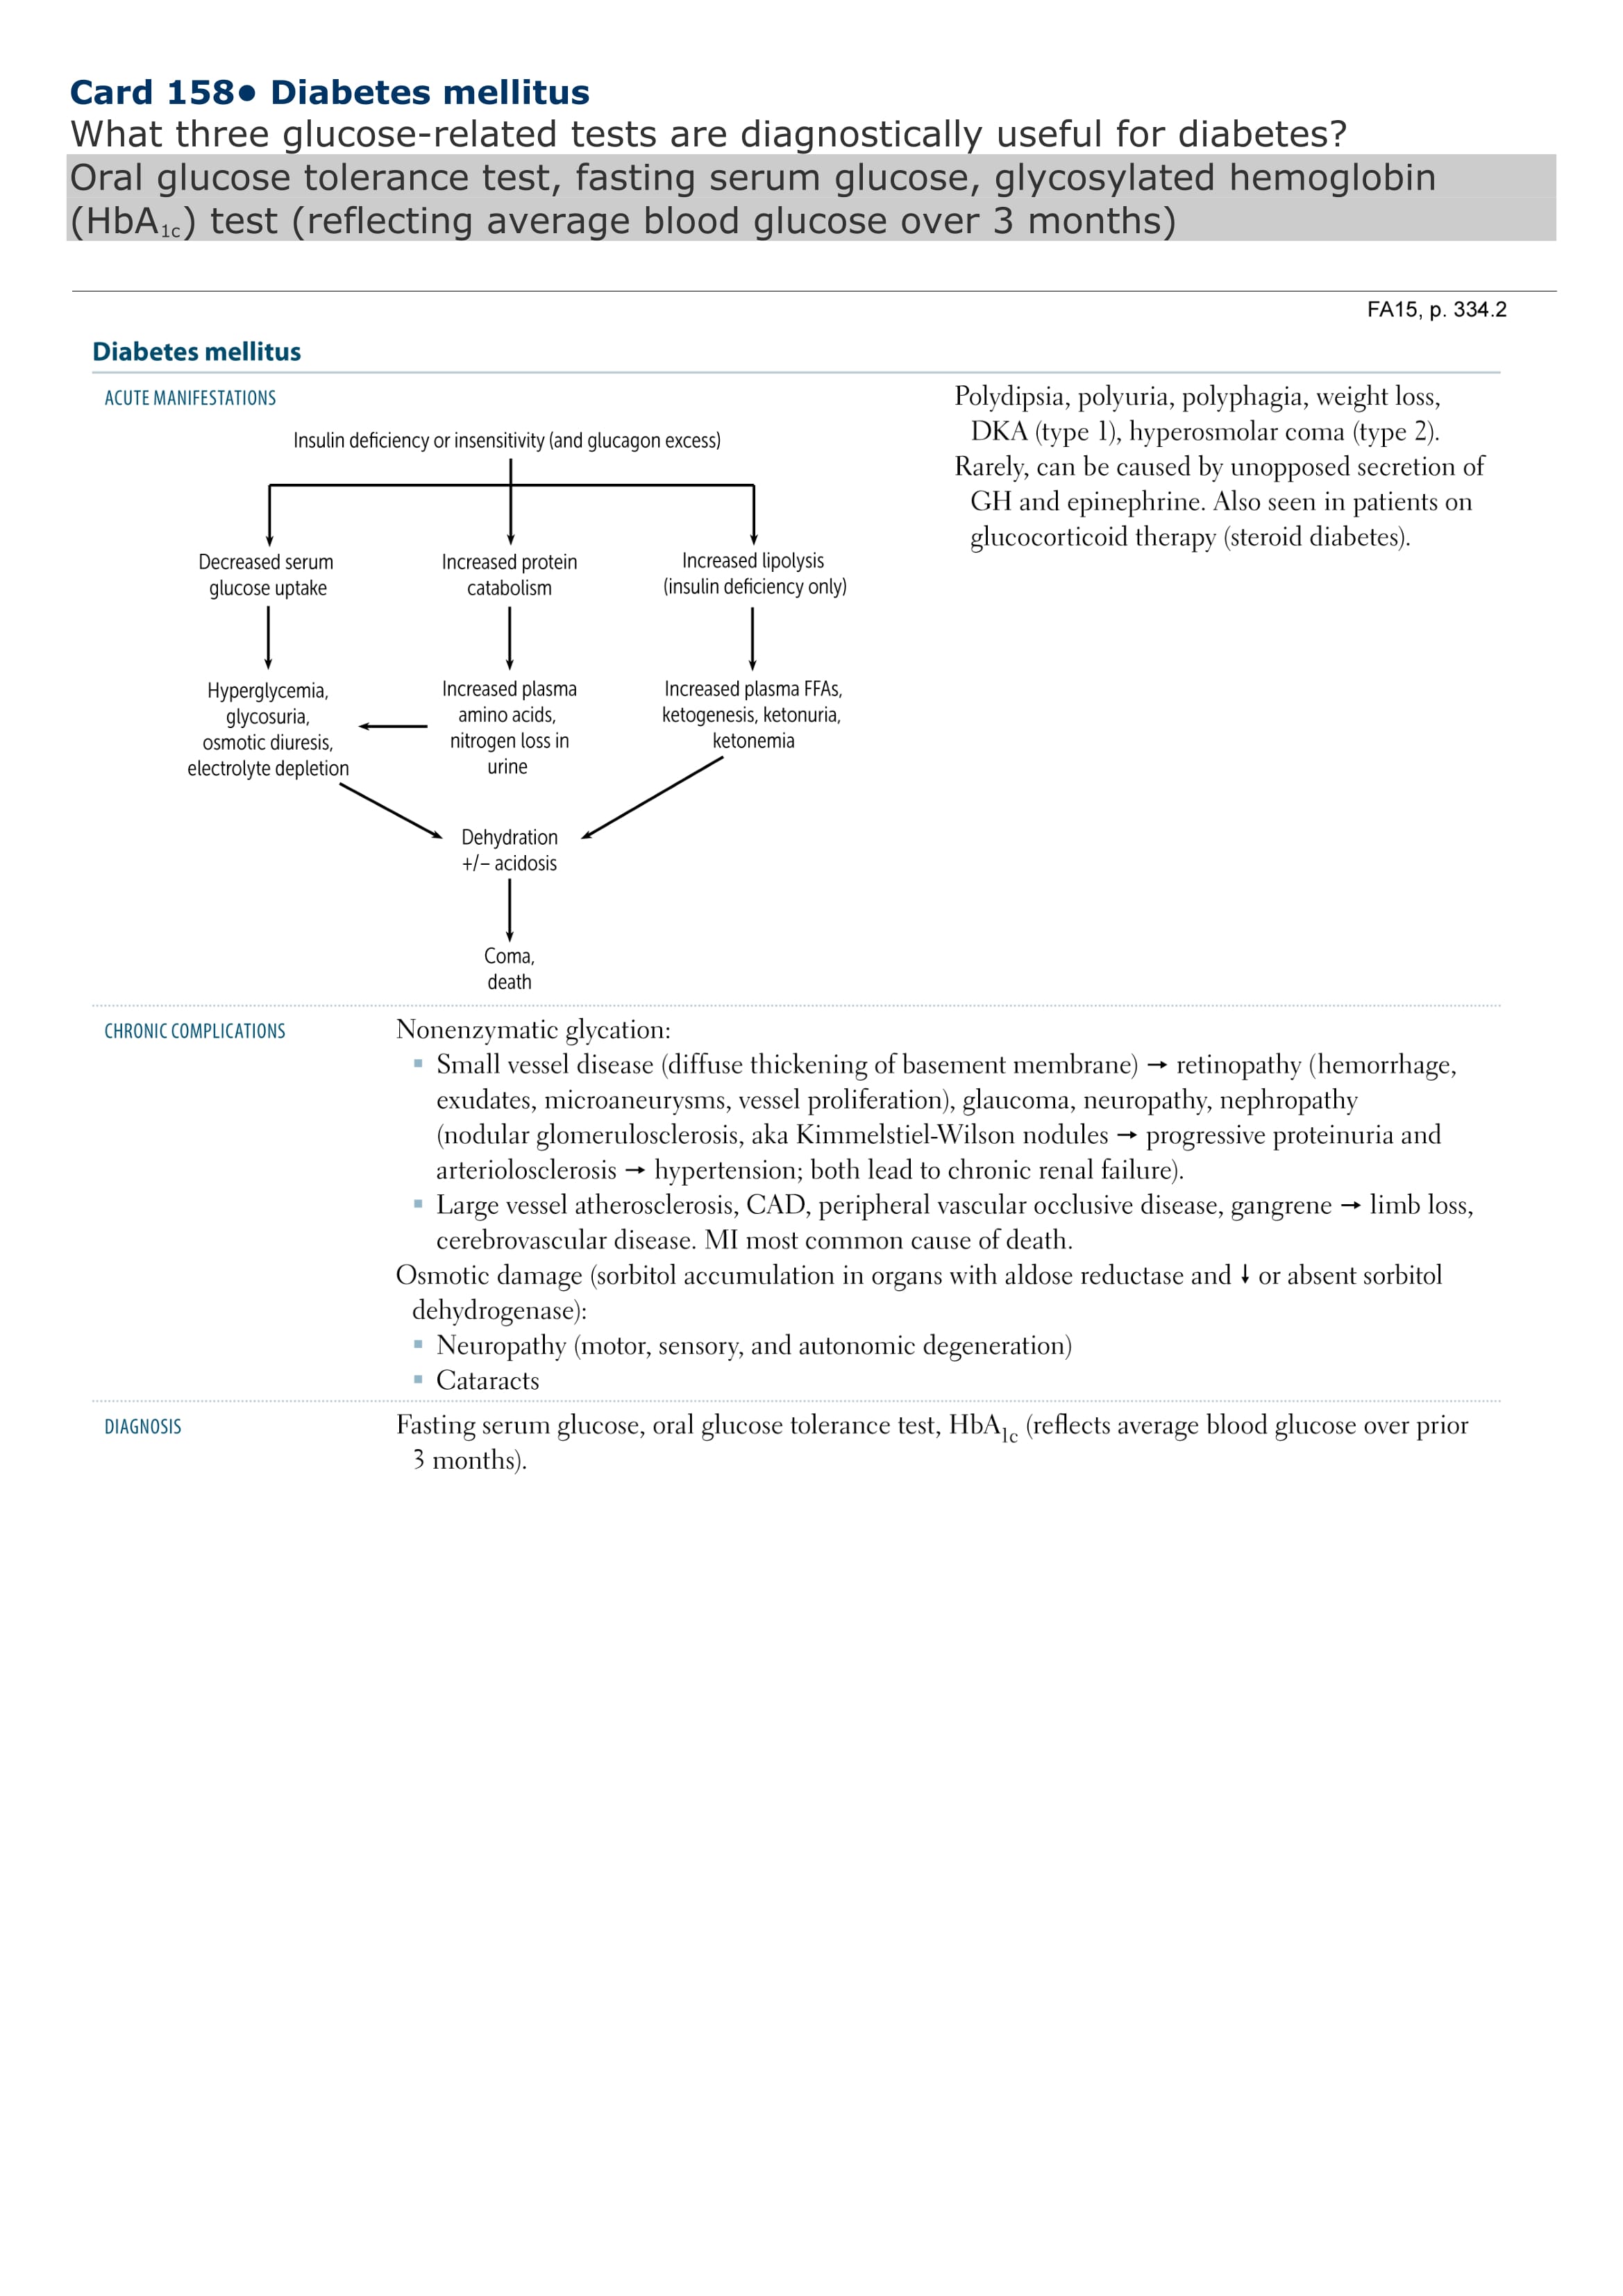 Card 158● Diabetes mellitus
What three glucose-related tests are diagnostically useful for diabetes?
Oral glucose tolerance test, fasting serum glucose, glycosylated hemoglobin
(HbA1c) test (reflecting average blood glucose over 3 months)
FA15, p. 334.2
Diabetes mellitus
ACUTE MANIFESTATIONS
Insulin deficiency or insensitivity (and glucagon excess)
Decreased serum
glucose uptake
Increased protein
catabolism
Increased lipolysis
(insulin deficiency only)
Hyperglycemia,
glycosuria,
osmotic diuresis,
electrolyte depletion
Increased plasma
amino acids,
nitrogen loss in
urine
Increased plasma FFAs,
ketogenesis, ketonuria,
ketonemia
Dehydration
+/– acidosis
Coma,
death
Polydipsia, polyuria, polyphagia, weight loss,
DKA (type 1), hyperosmolar coma (type 2).
Rarely, can be caused by unopposed secretion of
GH and epinephrine. Also seen in patients on
glucocorticoid therapy (steroid diabetes).
CHRONIC COMPLICATIONS
Nonenzymatic glycation:
▪ Small vessel disease (diffuse thickening of basement membrane) → retinopathy (hemorrhage,
exudates, microaneurysms, vessel proliferation), glaucoma, neuropathy, nephropathy
(nodular glomerulosclerosis, aka Kimmelstiel-Wilson nodules → progressive proteinuria and
arteriolosclerosis → hypertension; both lead to chronic renal failure).
▪ Large vessel atherosclerosis, CAD, peripheral vascular occlusive disease, gangrene → limb loss,
cerebrovascular disease. MI most common cause of death.
Osmotic damage (sorbitol accumulation in organs with aldose reductase and ↓ or absent sorbitol
dehydrogenase):
▪ Neuropathy (motor, sensory, and autonomic degeneration)
▪ Cataracts
DIAGNOSIS
Fasting serum glucose, oral glucose tolerance test, HbA1c (reflects average blood glucose over prior
3 months).